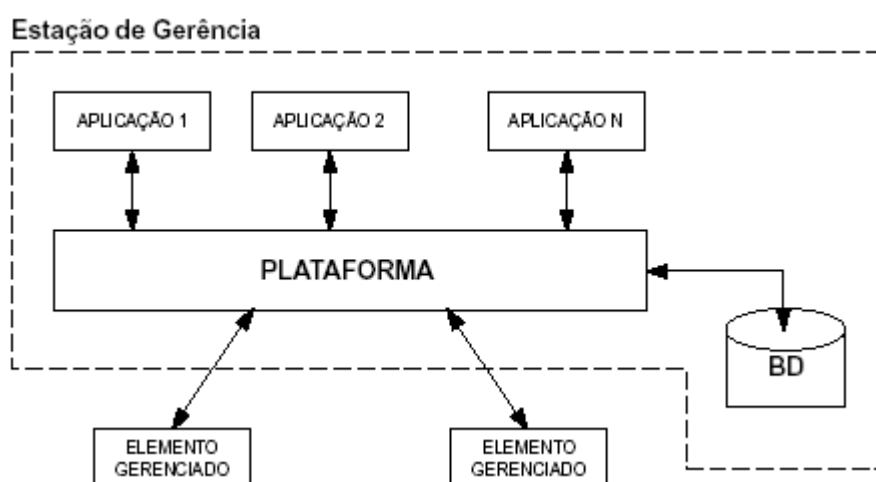 Estação de Gerência
APLICAÇÃO 1
APLICAÇÃO 2
APLICAÇÃO N
PLATAFORMA
BD
ELEMENTO
GERENCIADO
ELEMENTO
GERENCIADO